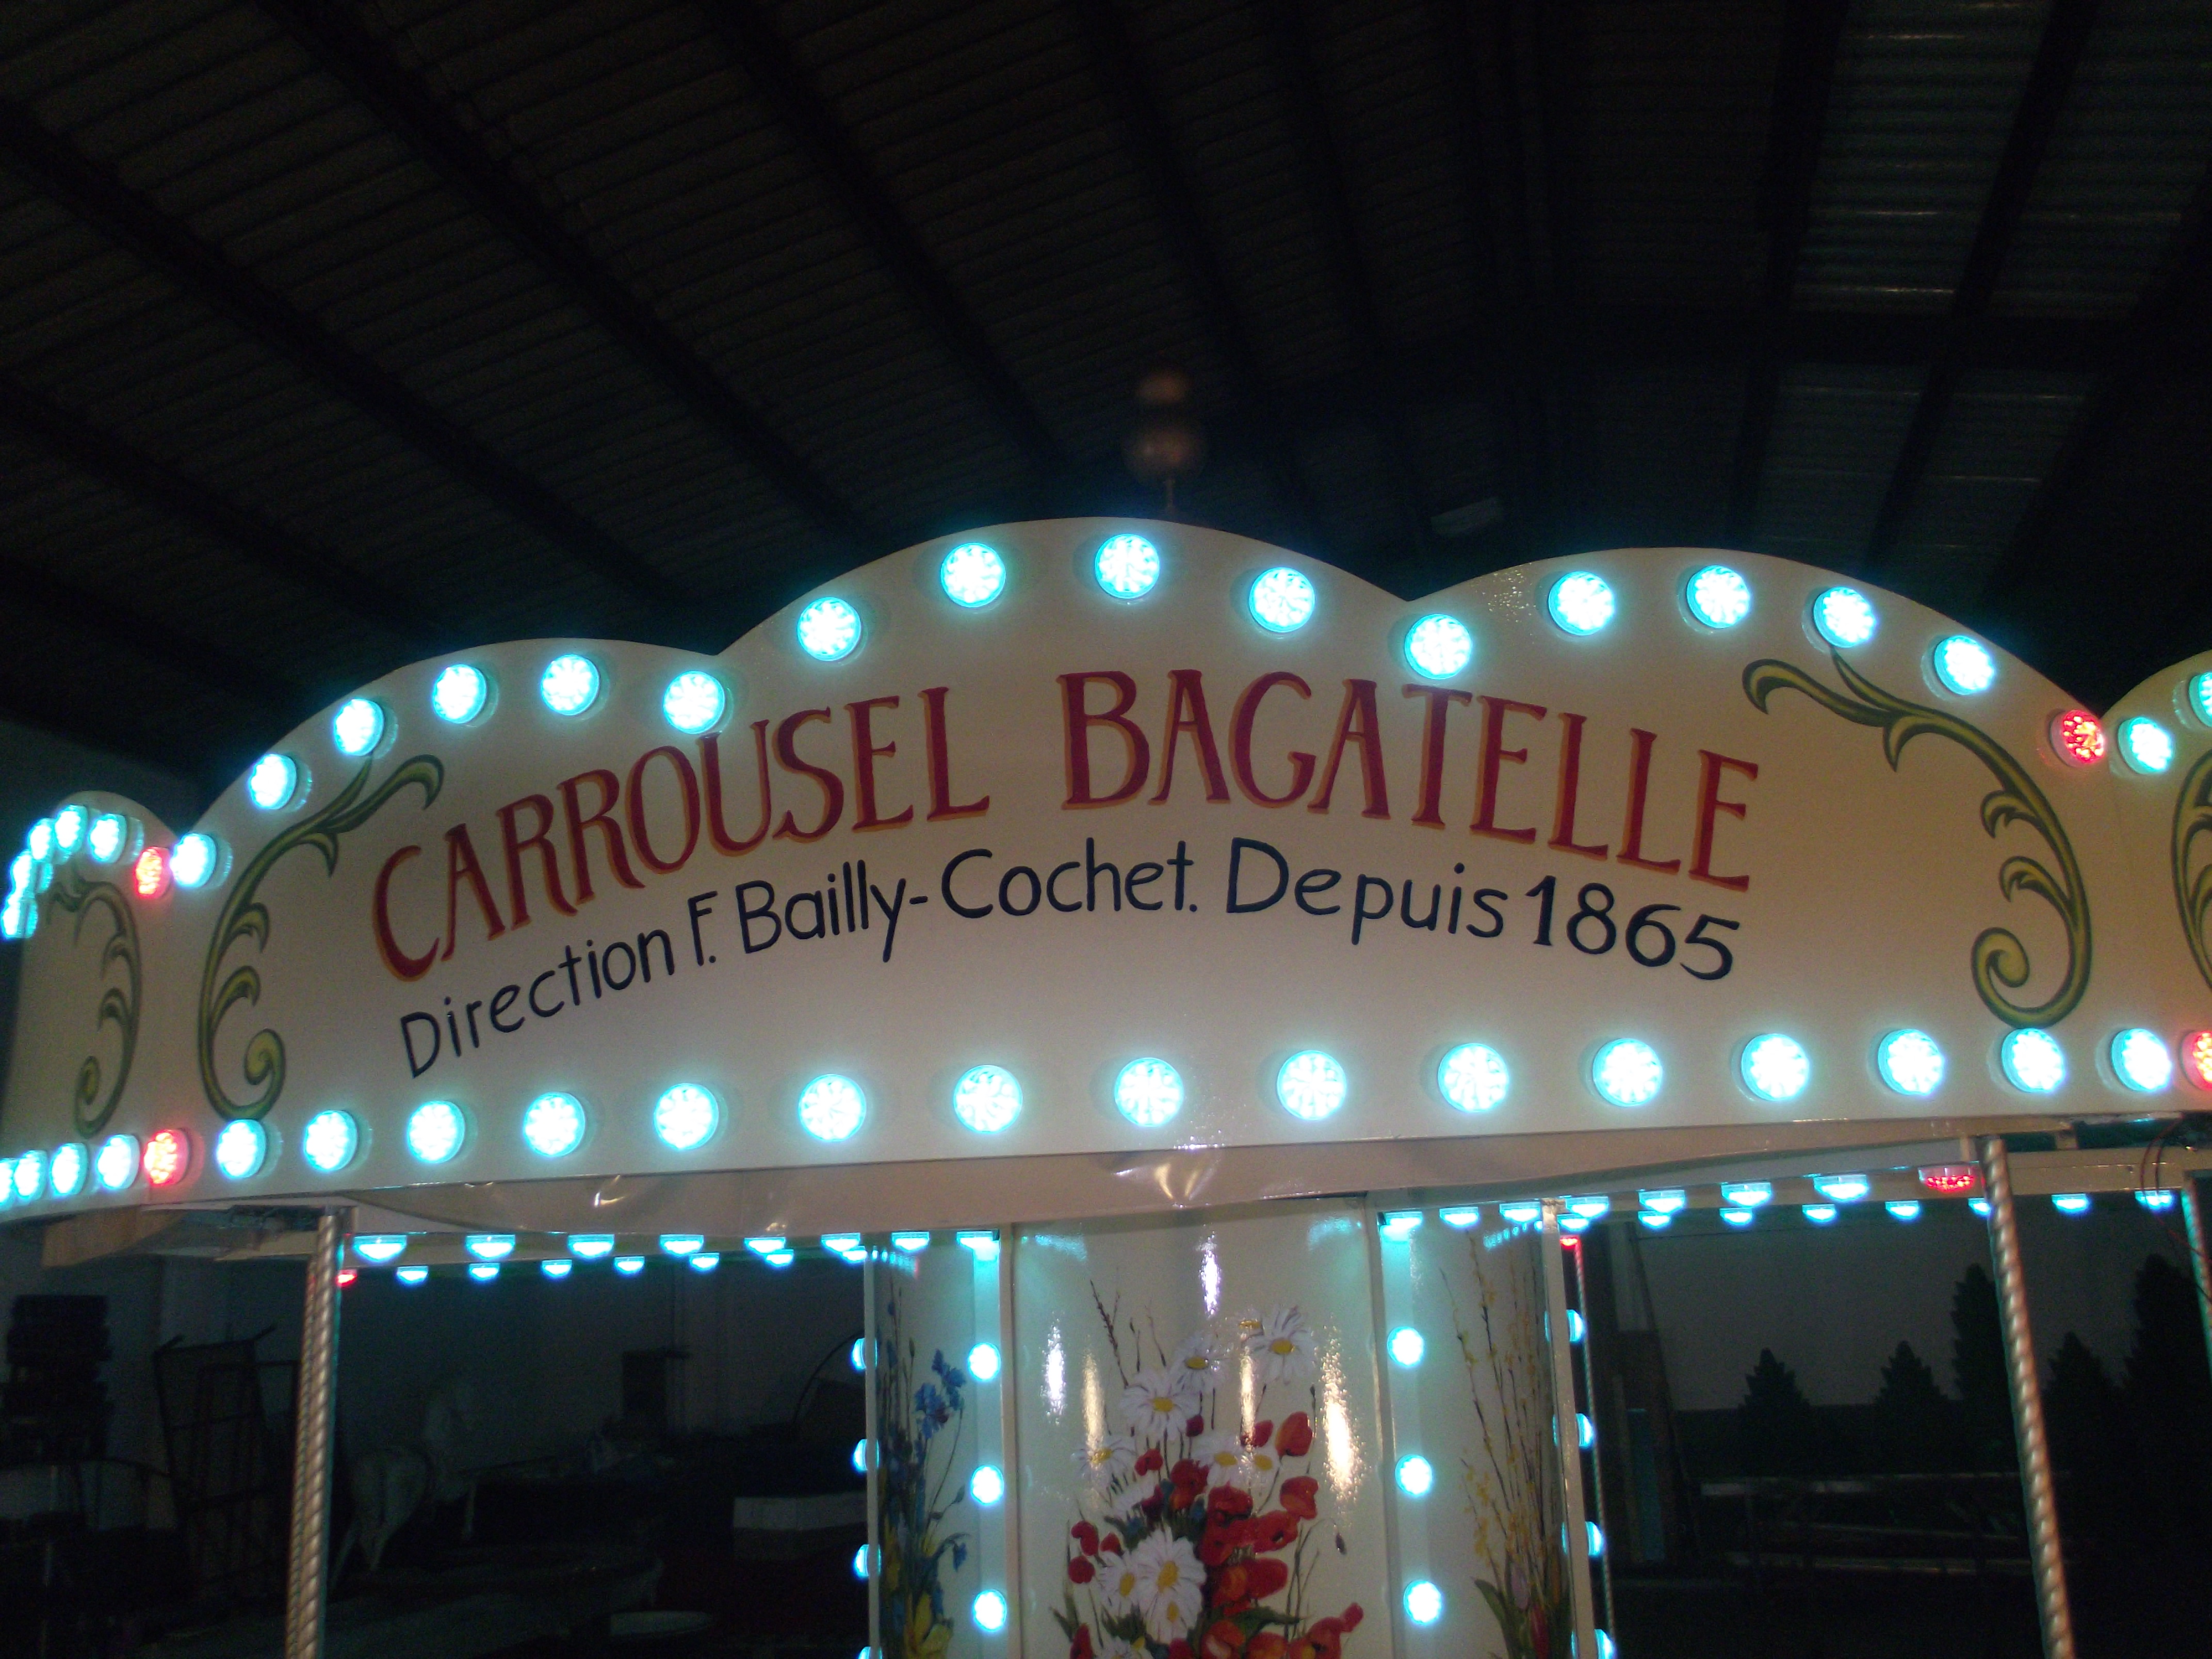 CARROUSEL BAGATELLE
Direction F. Bailly-Cochet. Depuis 1865